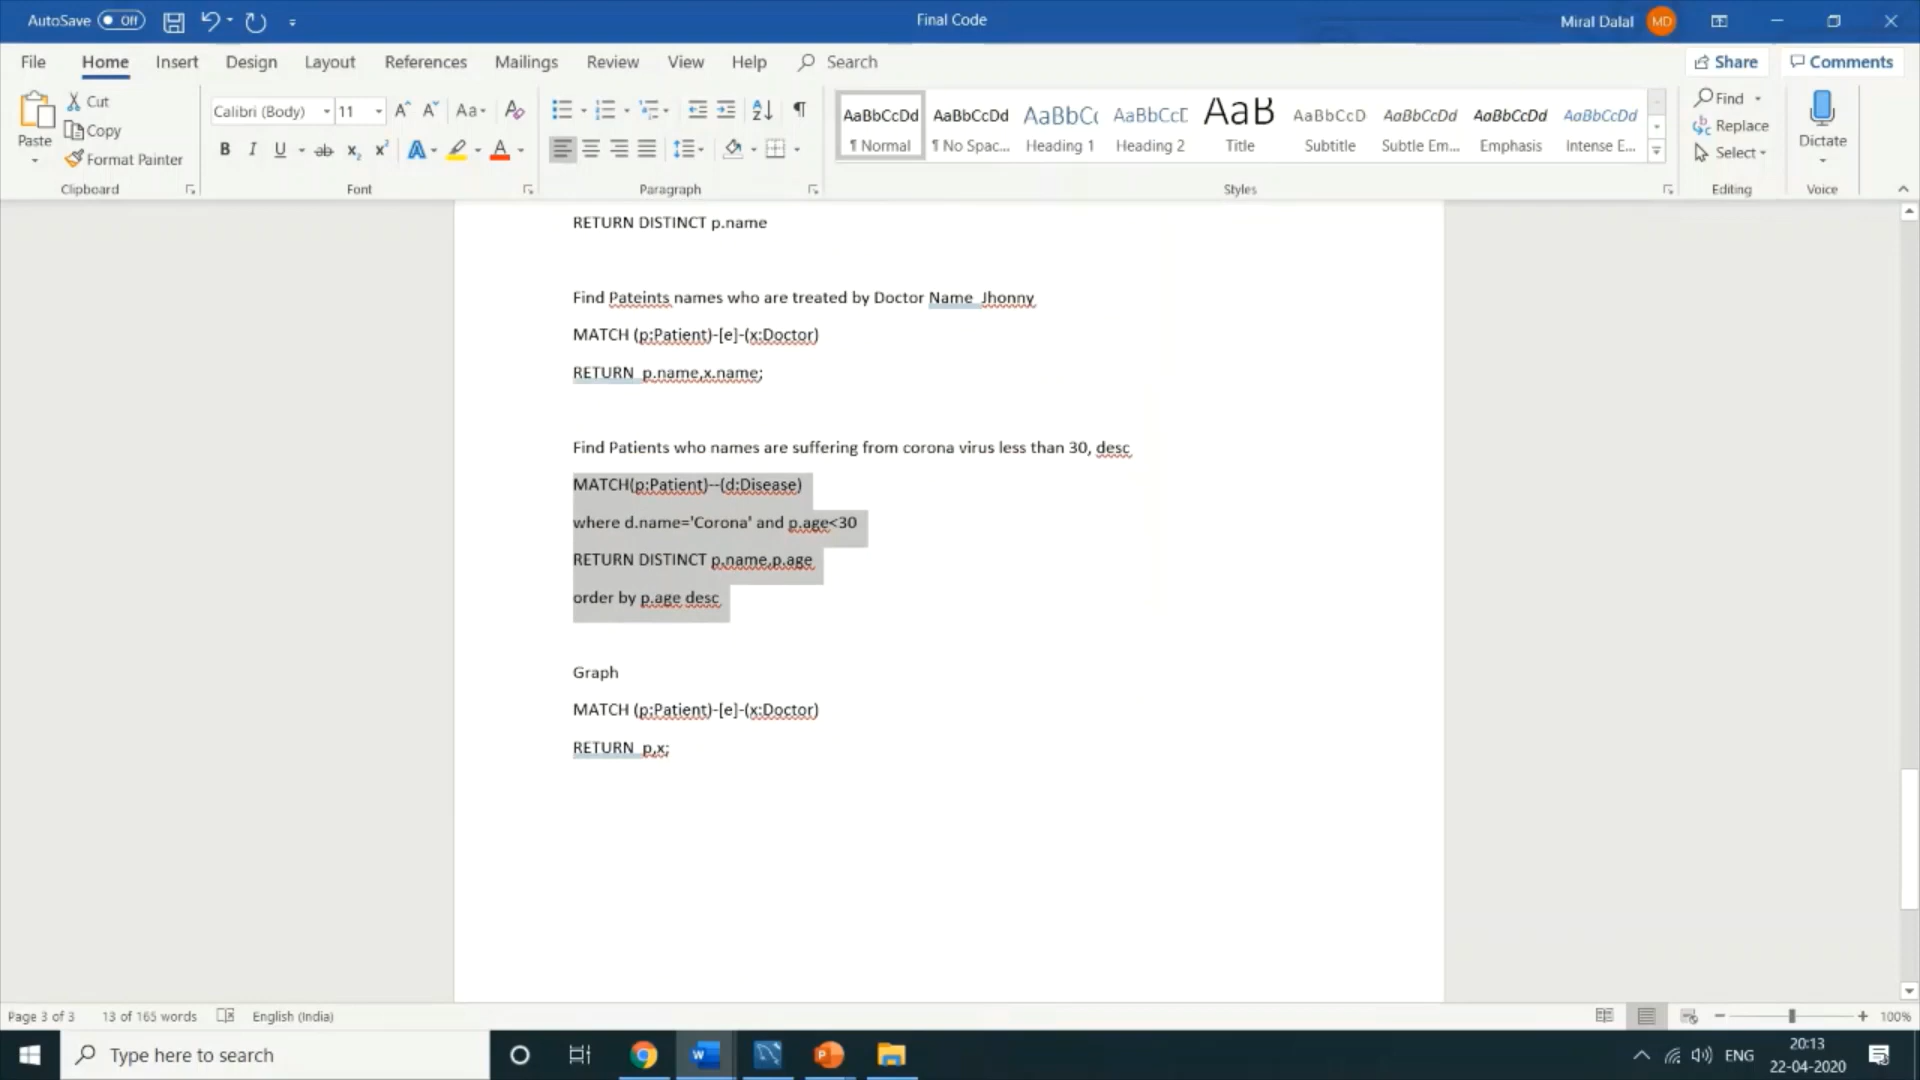 AutoSave Off Final Code Miral Dalal MD
File Home Insert Design Layout References Mailings Review View Help Search Share Comments
Paste Cut Copy Format Painter
Clipboard
Calibri (Body) 11 A A Aa A
B I U ab x₂ x² A A
Font
Paragraph
AaBbCcDd AaBbCcDd AaBbC( AaBbCcE AaB AaBbCcD AaBbCcDd AaBbCcDd AaBbCcDd
¶ Normal ¶ No Spac... Heading 1 Heading 2 Title Subtitle Subtle Em... Emphasis Intense E...
Styles
Find
Replace
Select
Editing
Dictate
Voice
RETURN DISTINCT p.name
Find Pateints names who are treated by Doctor Name  Jhonny
MATCH (p:Patient)-[e]-(x:Doctor)
RETURN  p.name,x.name;
Find Patients who names are suffering from corona virus less than 30, desc
MATCH(p:Patient)--(d:Disease)
where d.name='Corona' and p.age<30
RETURN DISTINCT p.name,p.age
order by p.age desc
Graph
MATCH (p:Patient)-[e]-(x:Doctor)
RETURN  p,x;
Page 3 of 3 13 of 165 words English (India) 100%
Type here to search
W P
ENG
20:13
22-04-2020